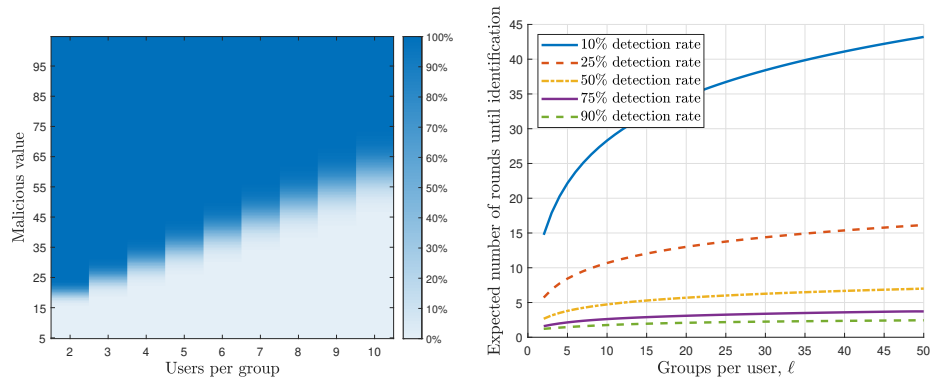 Malicious value
95
85
75
65
55
45
35
25
15
5
2 3 4 5 6 7 8 9 10
Users per group
100%
90%
80%
70%
60%
50%
40%
30%
20%
10%
0%
Expected number of rounds until identification
45
40
35
30
25
20
15
10
5
0
10% detection rate
25% detection rate
50% detection rate
75% detection rate
90% detection rate
0 5 10 15 20 25 30 35 40 45 50
Groups per user, ℓ